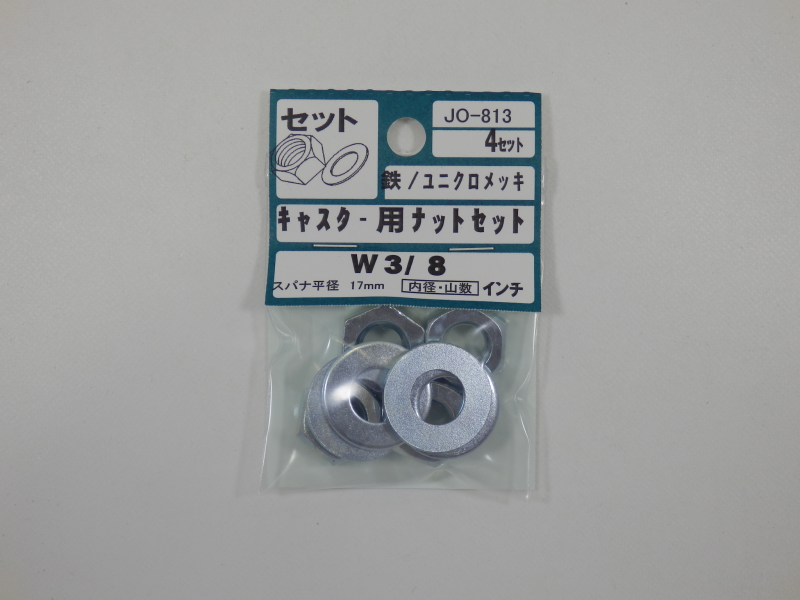 セット
JO-813
4セット
鉄/ユニクロメッキ
キャスター用ナットセット
W3/8
スパナ平径 17mm 内径・山数 インチ